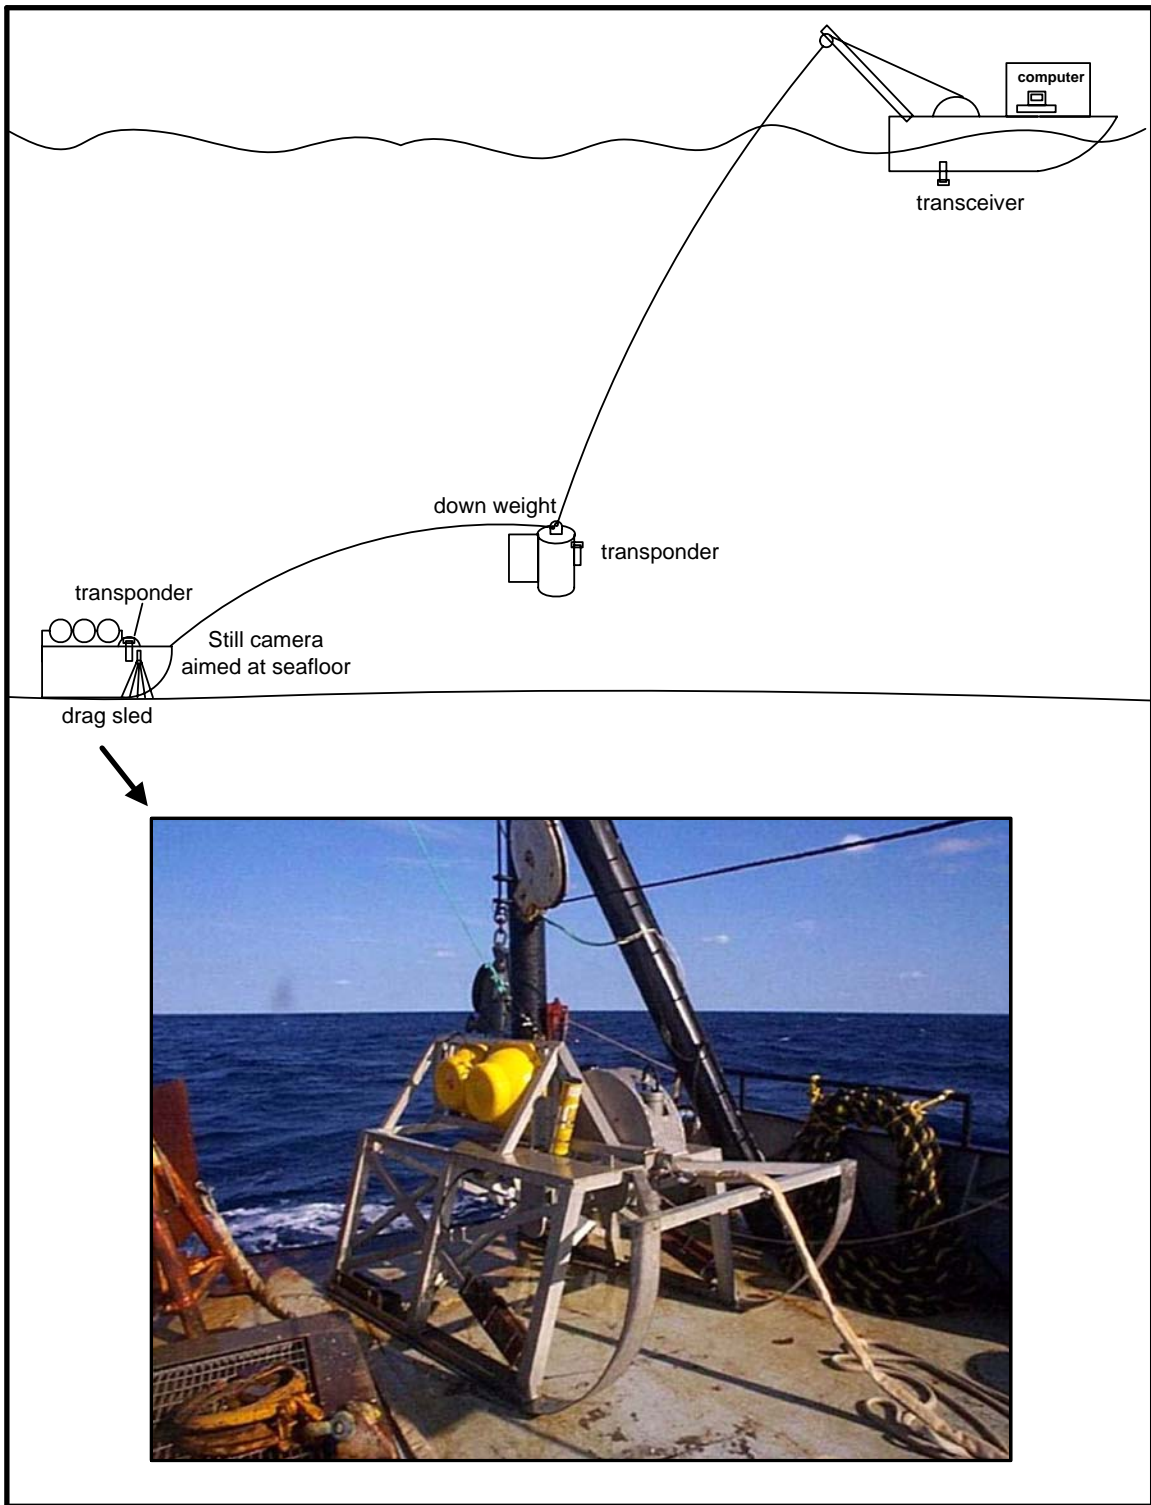 computer
transceiver
down weight
transponder
transponder
Still camera
aimed at seafloor
drag sled